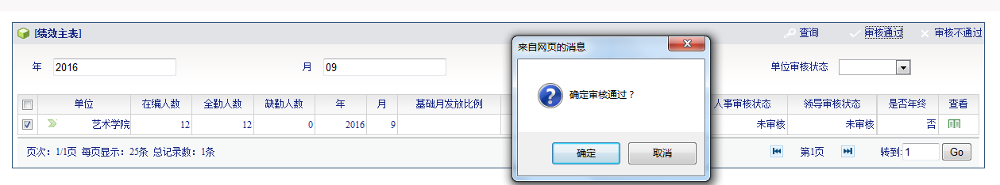 [绩效主表] 查询 审核通过 审核不通过
来自网页的消息
年 2016 月 09 单位审核状态
确定审核通过？
单位 在编人数 全勤人数 缺勤人数 年 月 基础月发放比例 人事审核状态 领导审核状态 是否年终 查看
艺术学院 12 12 0 2016 9 未审核 未审核 否
页次：1/1页 每页显示：25条 总记录数：1条 第1页 转到:1 Go
确定 取消